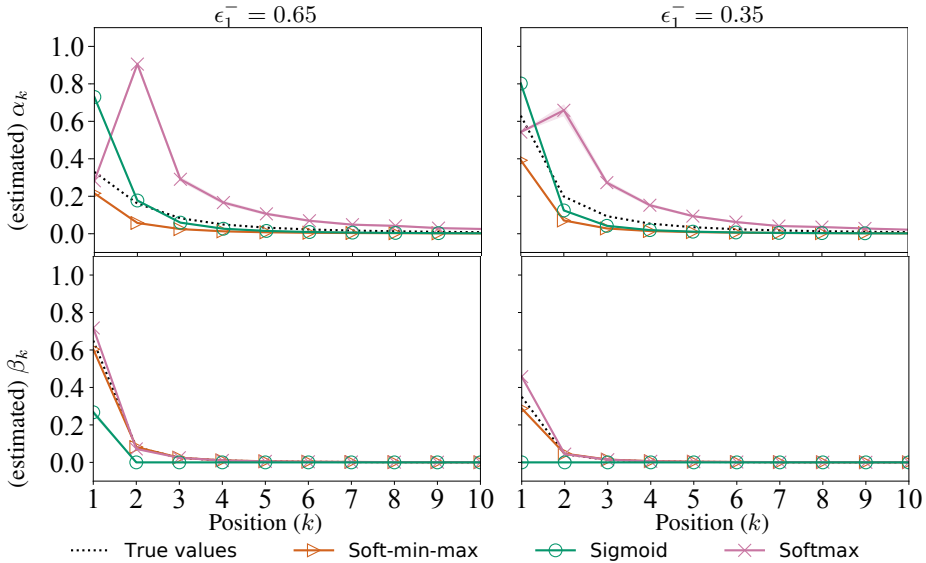 ϵ₁⁻ = 0.65
ϵ₁⁻ = 0.35
(estimated) αₖ
1.0
0.8
0.6
0.4
0.2
0.0
(estimated) βₖ
1.0
0.8
0.6
0.4
0.2
0.0
1 2 3 4 5 6 7 8 9 10
1 2 3 4 5 6 7 8 9 10
Position (k)
Position (k)
True values
Soft-min-max
Sigmoid
Softmax